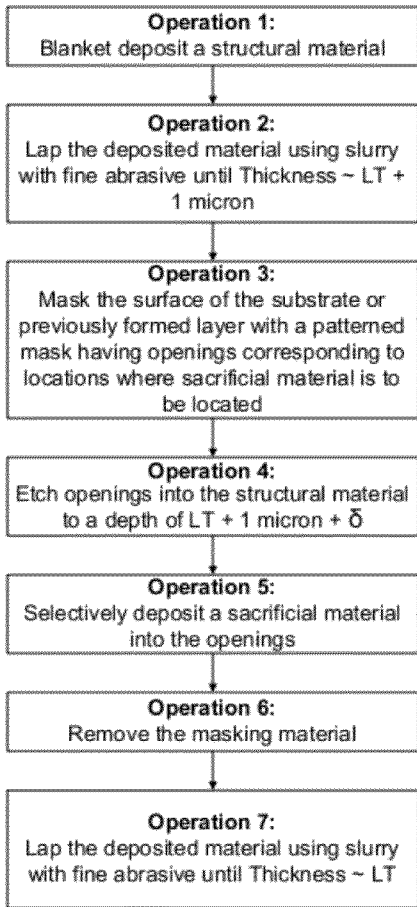 Operation 1:
Blanket deposit a structural material
Operation 2:
Lap the deposited material using slurry
with fine abrasive until Thickness ~ LT +
1 micron
Operation 3:
Mask the surface of the substrate or
previously formed layer with a patterned
mask having openings corresponding to
locations where sacrificial material is to
be located
Operation 4:
Etch openings into the structural material
to a depth of LT + 1 micron + δ
Operation 5:
Selectively deposit a sacrificial material
into the openings
Operation 6:
Remove the masking material
Operation 7:
Lap the deposited material using slurry
with fine abrasive until Thickness ~ LT